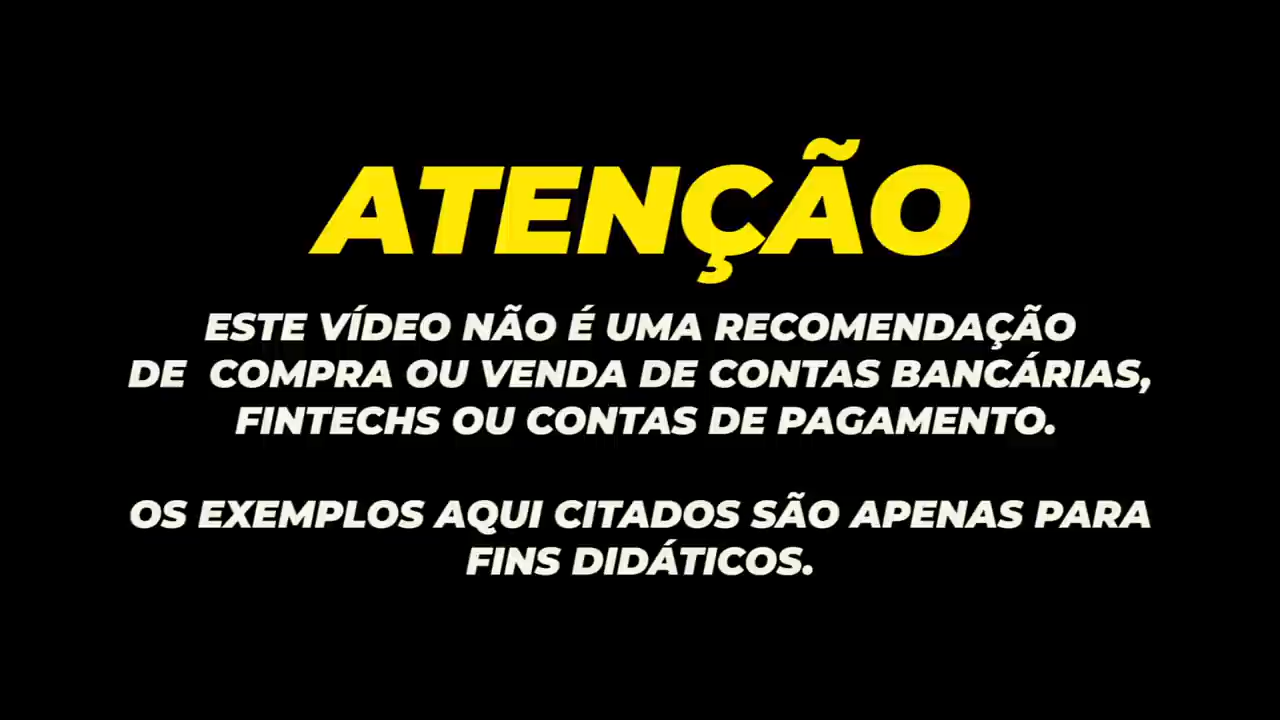 ATENÇÃO
ESTE VÍDEO NÃO É UMA RECOMENDAÇÃO
DE COMPRA OU VENDA DE CONTAS BANCÁRIAS,
FINTECHS OU CONTAS DE PAGAMENTO.
OS EXEMPLOS AQUI CITADOS SÃO APENAS PARA
FINS DIDÁTICOS.